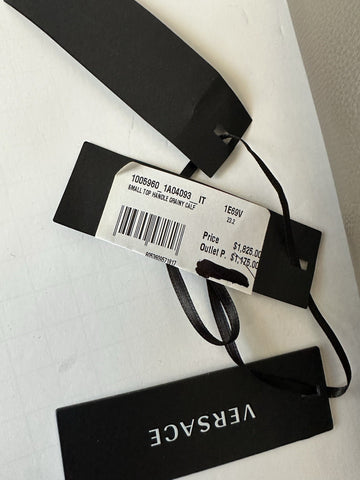 1005960_1A04093_IT
SMALL TOP HANDLE GRAINY CALF
1E69V
23.2
Price $1,825.00
Outlet P. $1,175.00
VERSACE